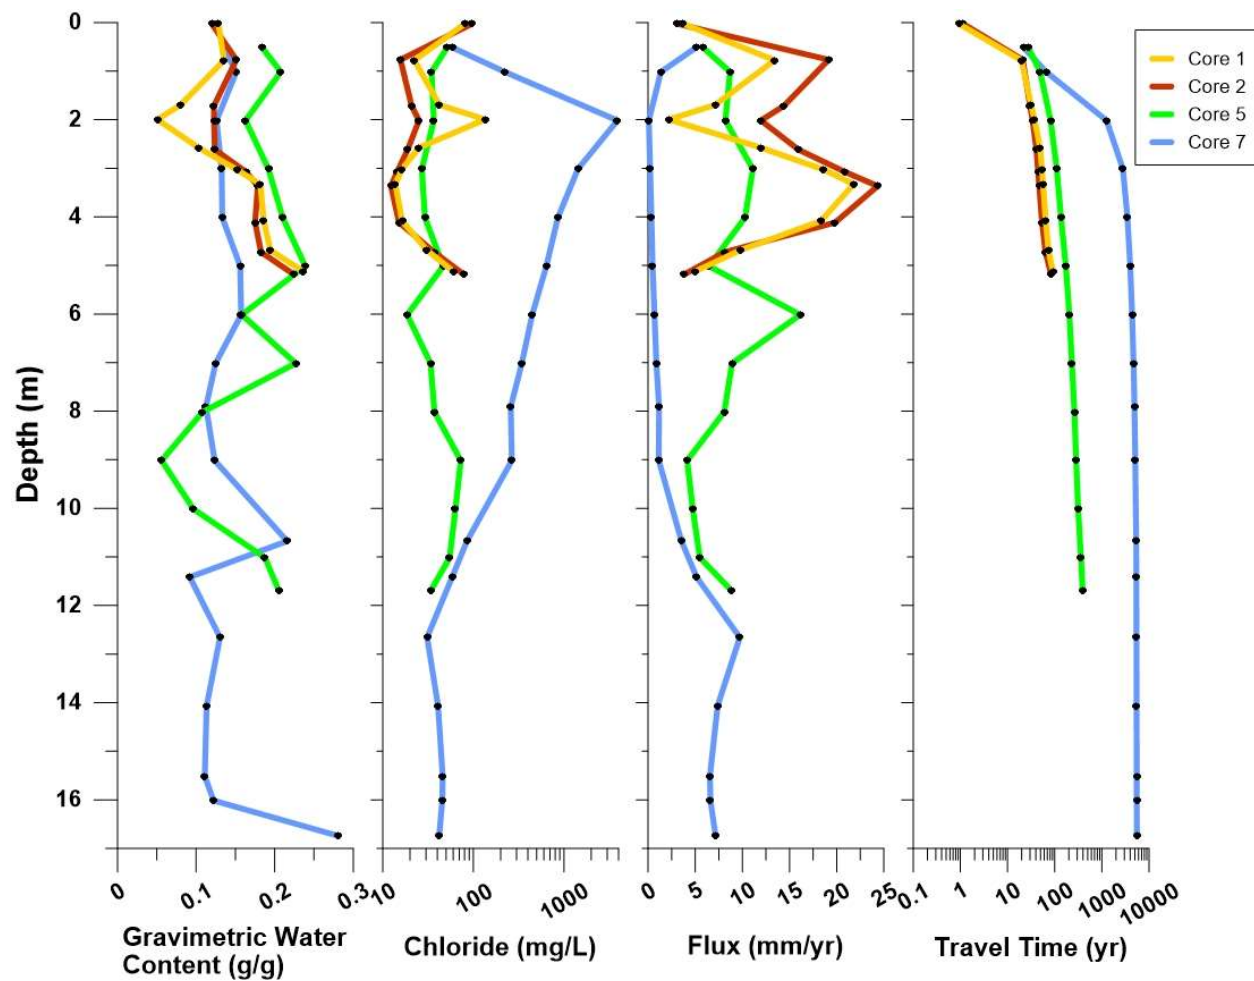 0
2
4
6
8
10
12
14
16
Depth (m)
0 0.1 0.2 0.3
Gravimetric Water
Content (g/g)
10 100 1000
Chloride (mg/L)
0 5 10 15 20 25
Flux (mm/yr)
0.1 1 10 100 1000 10000
Travel Time (yr)
Core 1
Core 2
Core 5
Core 7